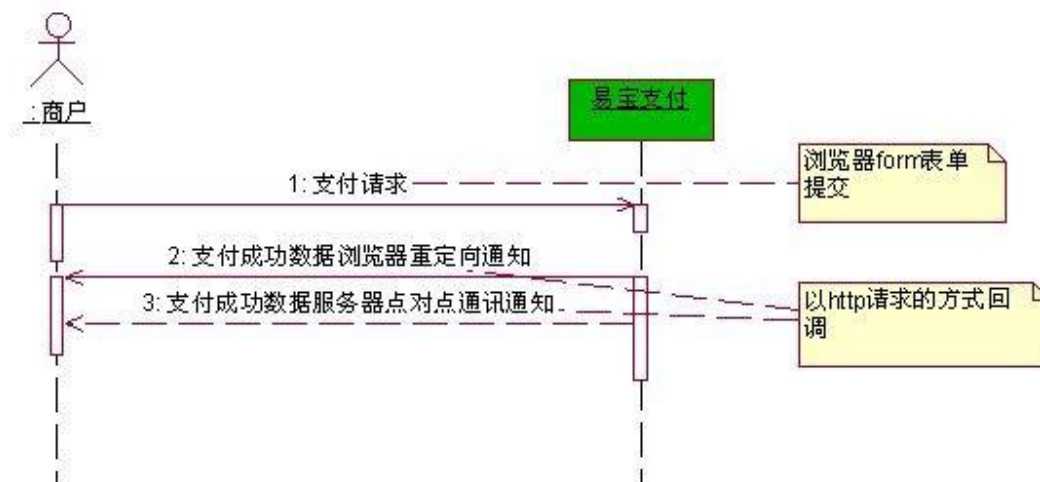 :商户
易宝支付
浏览器form表单
提交
1: 支付请求
2: 支付成功数据浏览器重定向通知
3: 支付成功数据服务器点对点通讯通知
以http请求的方式回
调